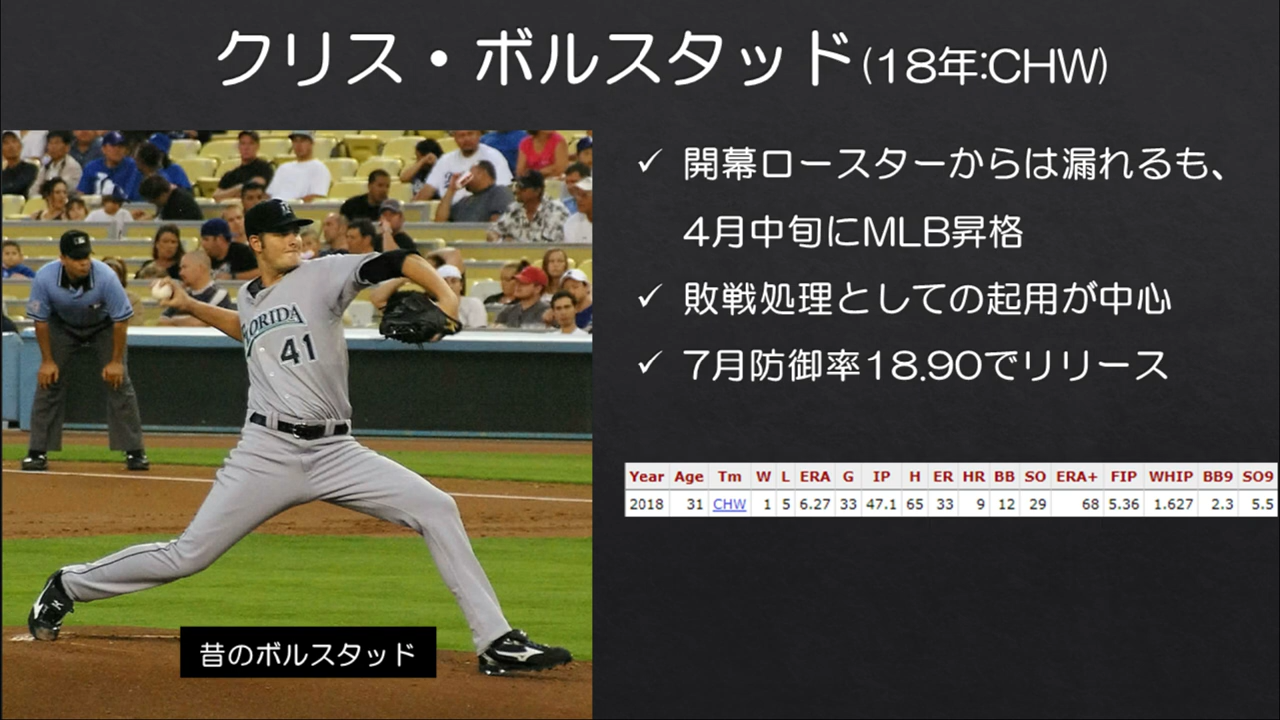 クリス・ボルスタッド(18年:CHW)
✓ 開幕ロースターからは漏れるも、
4月中旬にMLB昇格
✓ 敗戦処理としての起用が中心
✓ 7月防御率18.90でリリース
ORIDA
41
昔のボルスタッド
Year Age Tm W L ERA G IP H ER HR BB SO ERA+ FIP WHIP BB9 SO9
2018 31 CHW 1 5 6.27 33 47.1 65 33 9 12 29 68 5.36 1.627 2.3 5.5